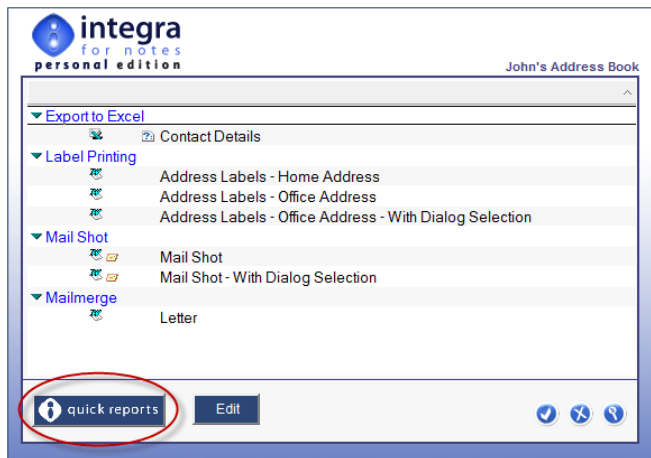 integra
for notes
personal edition
John's Address Book
Export to Excel
Contact Details
Label Printing
Address Labels - Home Address
Address Labels - Office Address
Address Labels - Office Address - With Dialog Selection
Mail Shot
Mail Shot
Mail Shot - With Dialog Selection
Mailmerge
Letter
quick reports
Edit